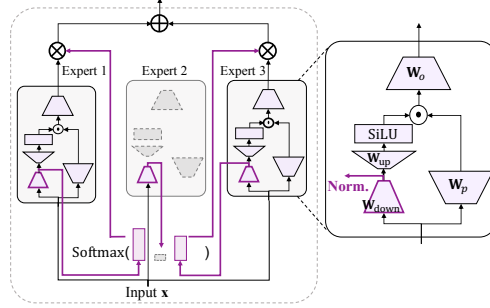 Expert 1
Expert 2
Expert 3
Softmax(
)
Input x
W_o
SiLU
W_up
Norm.
W_down
W_p